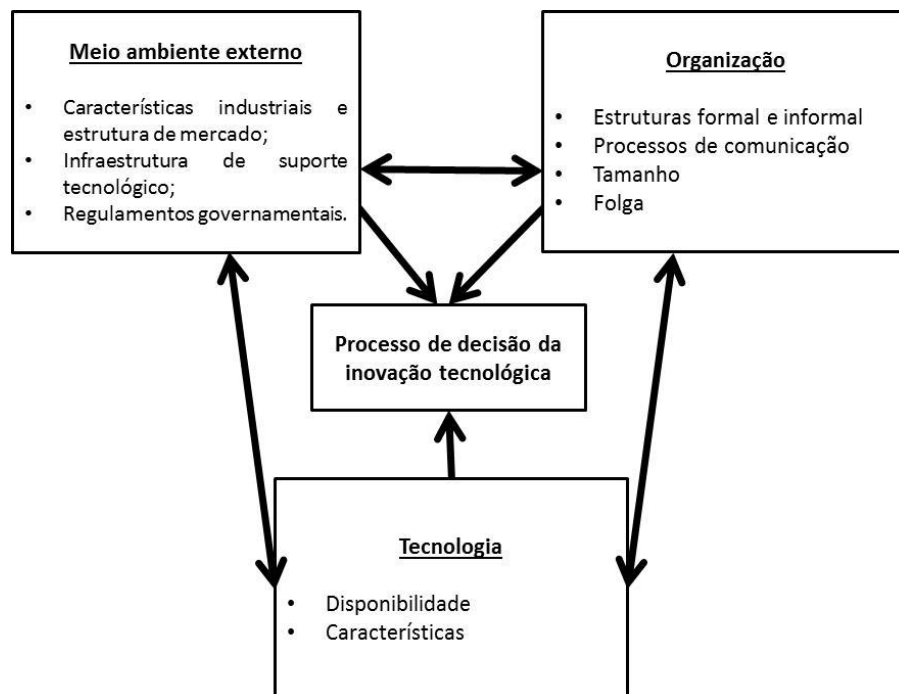 Meio ambiente externo
• Características industriais e
estrutura de mercado;
• Infraestrutura de suporte
tecnológico;
• Regulamentos governamentais.
Organização
• Estruturas formal e informal
• Processos de comunicação
• Tamanho
• Folga
Processo de decisão da
inovação tecnológica
Tecnologia
• Disponibilidade
• Características